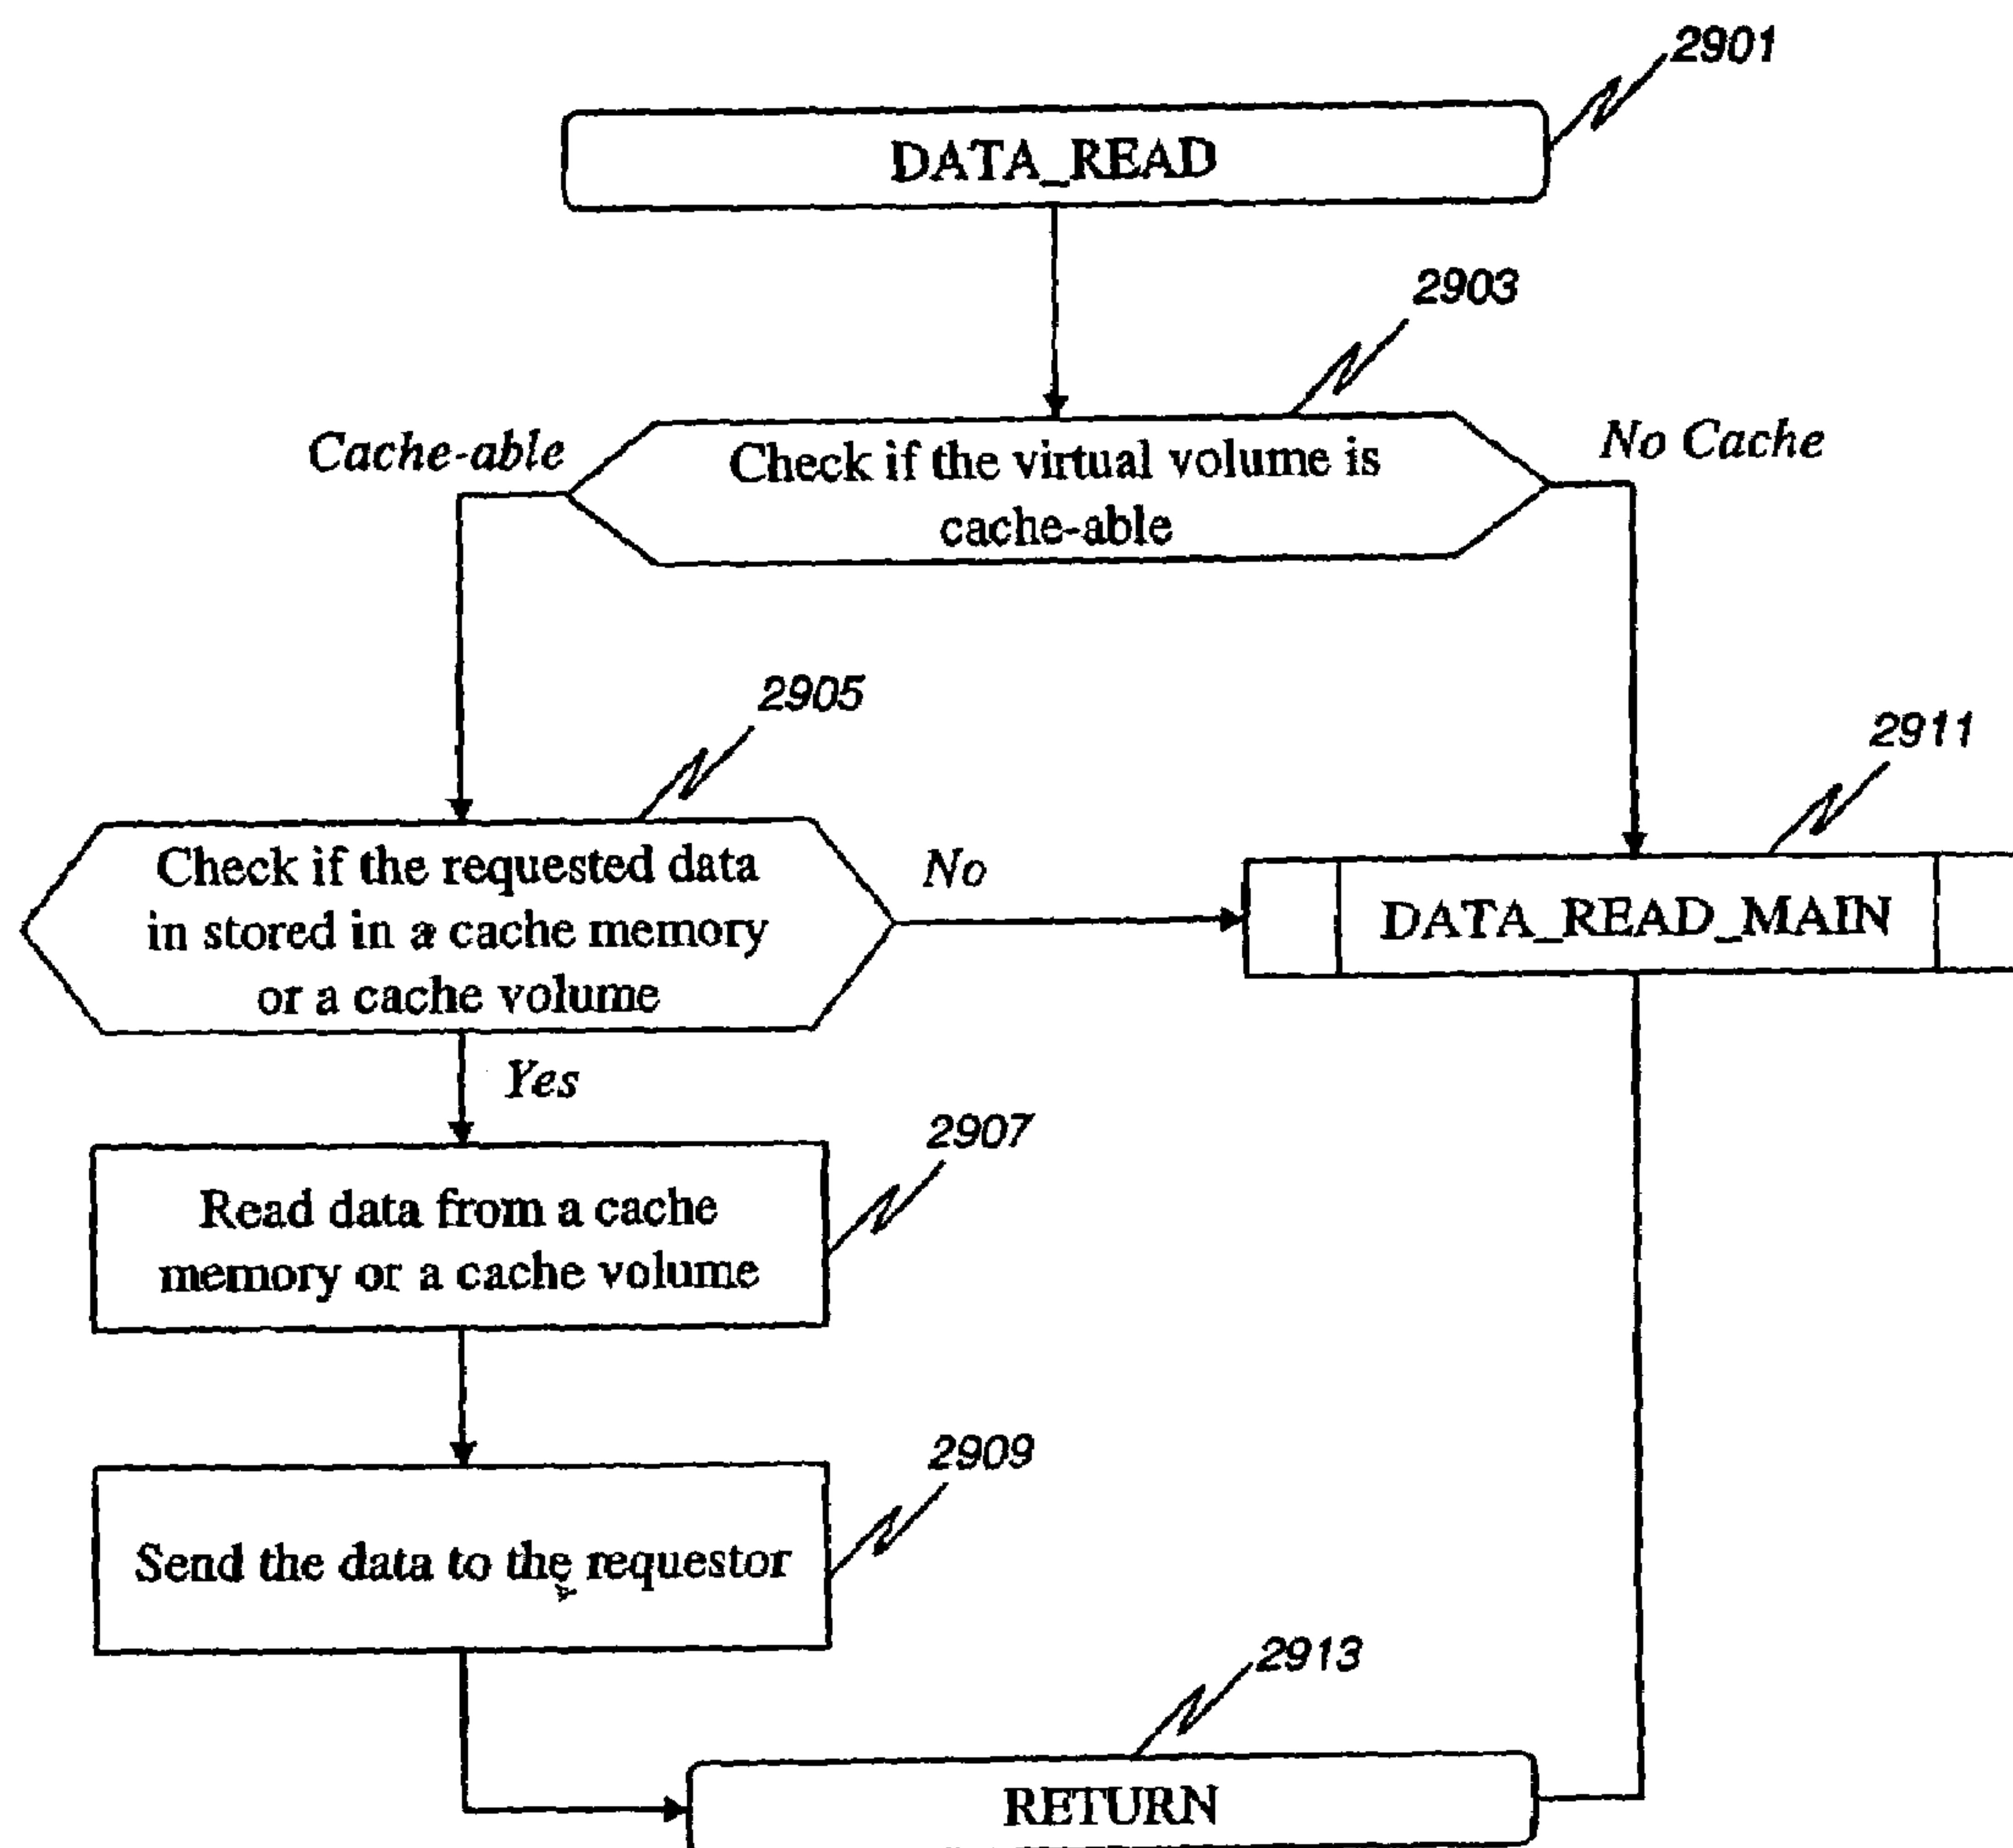 2901
DATA_READ
2903
Cache-able
No Cache
Check if the virtual volume is
cache-able
2905
2911
Check if the requested data
in stored in a cache memory
or a cache volume
No
DATA_READ_MAIN
Yes
2907
Read data from a cache
memory or a cache volume
2909
Send the data to the requestor
2913
RETURN